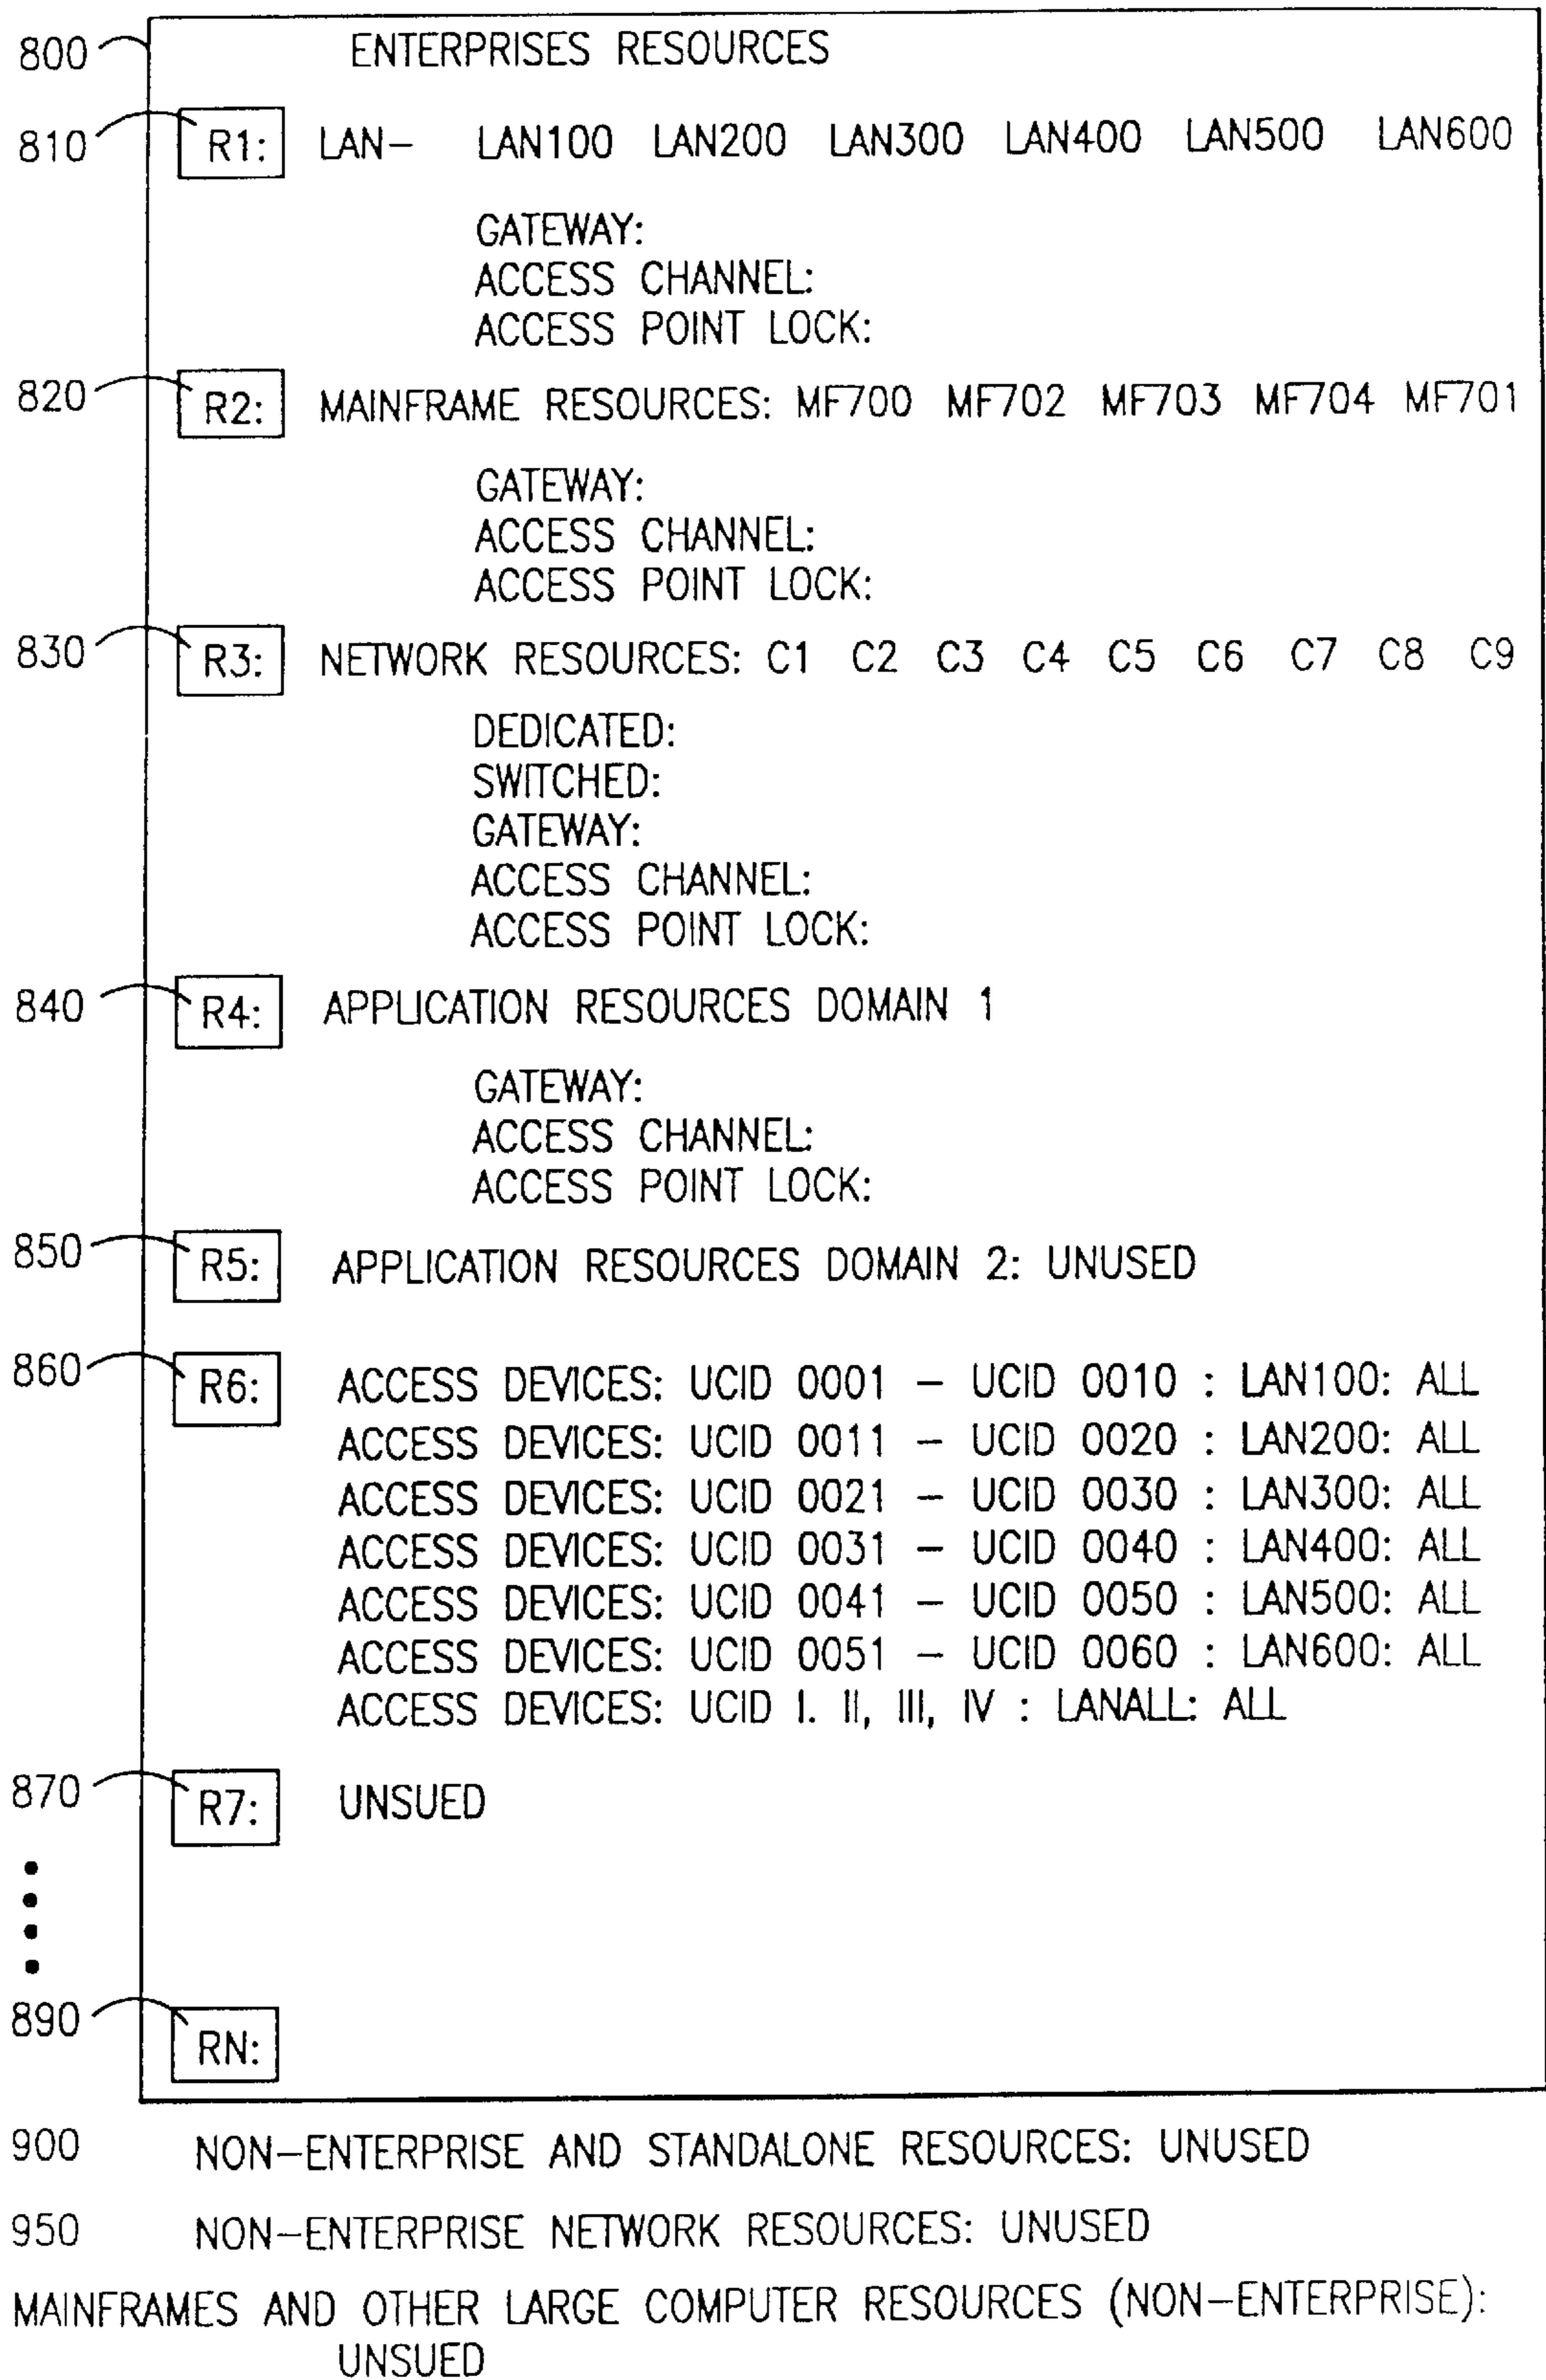 800 ENTERPRISES RESOURCES
810 R1: LAN- LAN100 LAN200 LAN300 LAN400 LAN500 LAN600
GATEWAY:
ACCESS CHANNEL:
ACCESS POINT LOCK:
820 R2: MAINFRAME RESOURCES: MF700 MF702 MF703 MF704 MF701
GATEWAY:
ACCESS CHANNEL:
ACCESS POINT LOCK:
830 R3: NETWORK RESOURCES: C1 C2 C3 C4 C5 C6 C7 C8 C9
DEDICATED:
SWITCHED:
GATEWAY:
ACCESS CHANNEL:
ACCESS POINT LOCK:
840 R4: APPLICATION RESOURCES DOMAIN 1
GATEWAY:
ACCESS CHANNEL:
ACCESS POINT LOCK:
850 R5: APPLICATION RESOURCES DOMAIN 2: UNUSED
860 R6: ACCESS DEVICES: UCID 0001 - UCID 0010 : LAN100: ALL
ACCESS DEVICES: UCID 0011 - UCID 0020 : LAN200: ALL
ACCESS DEVICES: UCID 0021 - UCID 0030 : LAN300: ALL
ACCESS DEVICES: UCID 0031 - UCID 0040 : LAN400: ALL
ACCESS DEVICES: UCID 0041 - UCID 0050 : LAN500: ALL
ACCESS DEVICES: UCID 0051 - UCID 0060 : LAN600: ALL
ACCESS DEVICES: UCID I. II, III, IV : LANALL: ALL
870 R7: UNSUED
890 RN:
900 NON-ENTERPRISE AND STANDALONE RESOURCES: UNUSED
950 NON-ENTERPRISE NETWORK RESOURCES: UNUSED
MAINFRAMES AND OTHER LARGE COMPUTER RESOURCES (NON-ENTERPRISE):
UNSUED